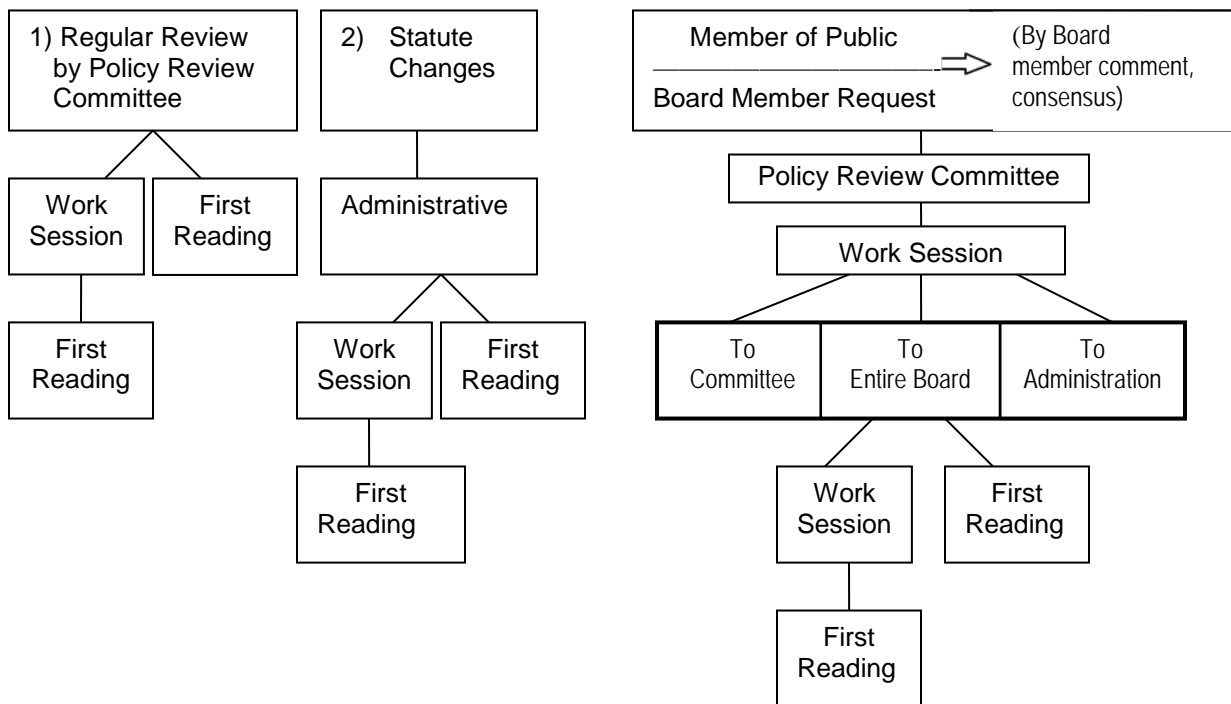 1) Regular Review
by Policy Review
Committee
Work
Session
First
Reading
First
Reading
2) Statute
Changes
Administrative
Work
Session
First
Reading
First
Reading
Member of Public
Board Member Request
(By Board
member comment,
consensus)
Policy Review Committee
Work Session
To
Committee
To
Entire Board
To
Administration
Work
Session
First
Reading
First
Reading